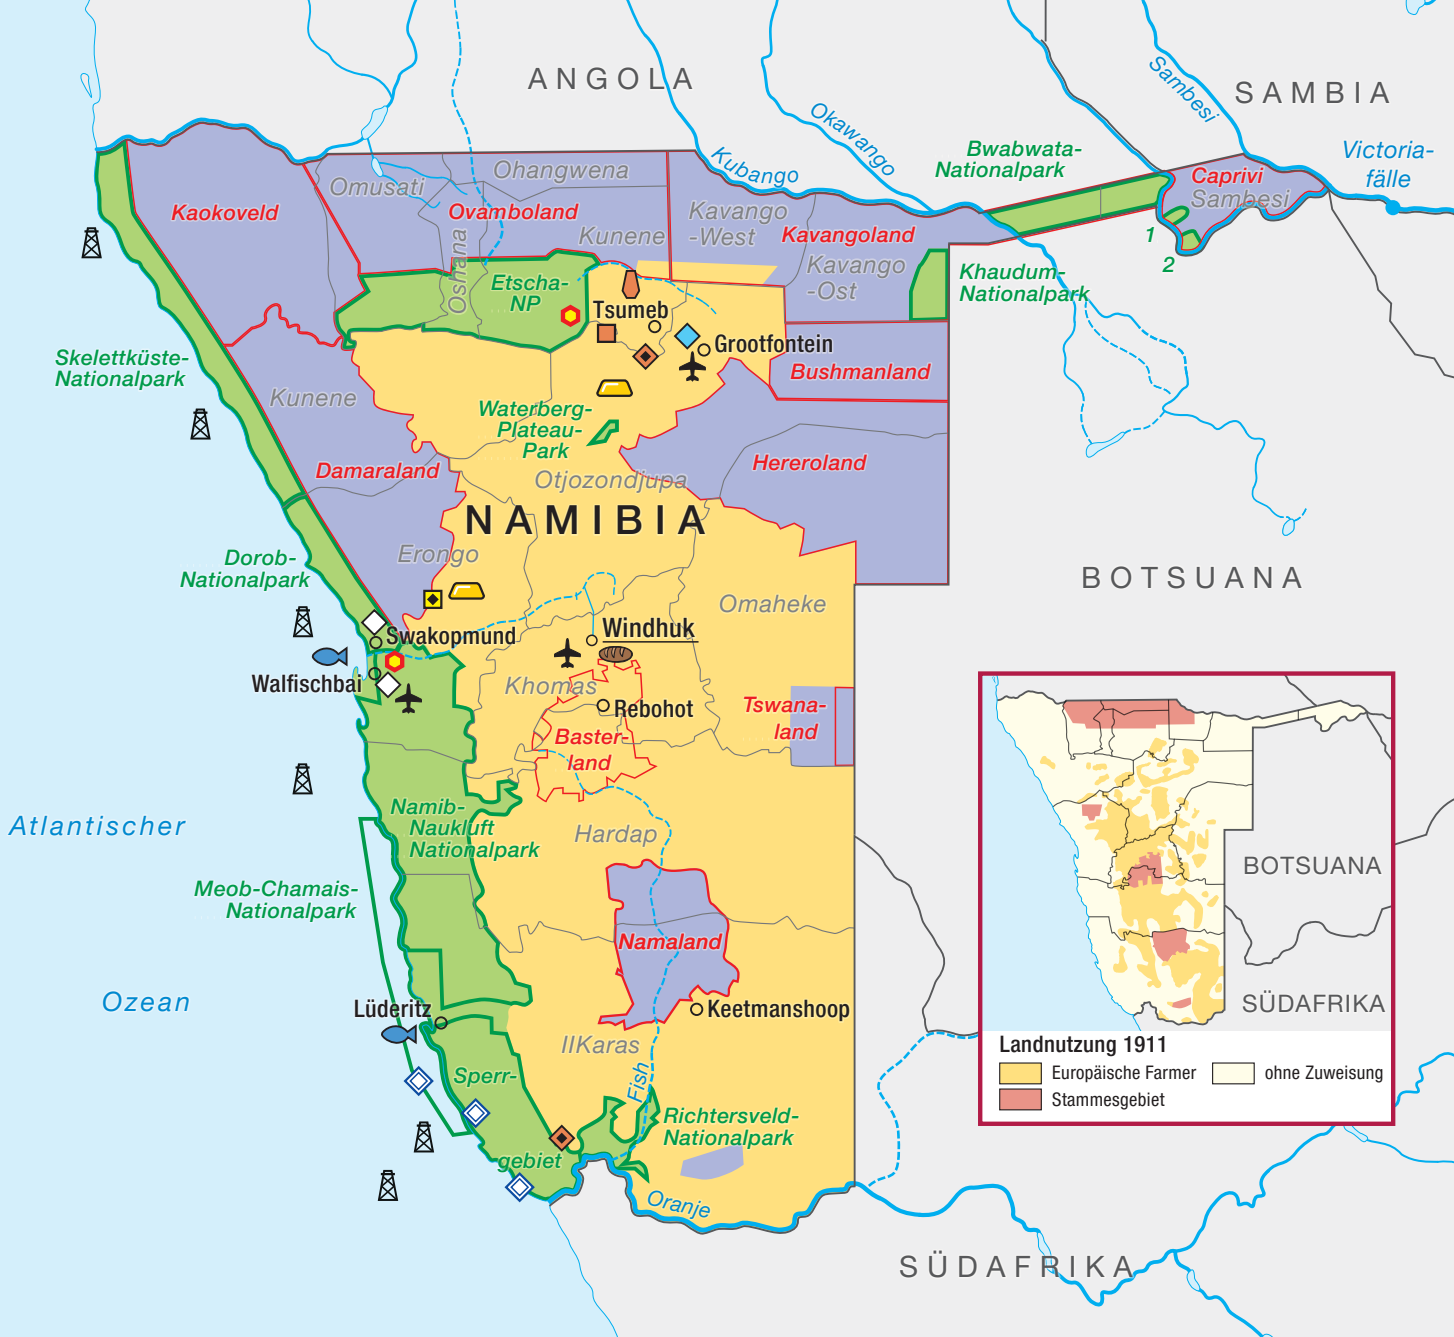 ANGOLA
SAMBIA
Sambesi
Okawango
Kubango
Bwabwata-
Nationalpark
Victoria-
fälle
Caprivi
Sambesi
1
2
Ohangwena
Omusati
Kaokoveld
Ovamboland
Kunene
Oshana
Kavango
-West
Kavangoland
Kavango
-Ost
Khaudum-
Nationalpark
Etscha-
NP
Tsumeb
Grootfontein
Bushmanland
Skelettküste-
Nationalpark
Kunene
Waterberg-
Plateau-
Park
Damaraland
Hereroland
Otjozondjupa
NAMIBIA
Erongo
Dorob-
Nationalpark
BOTSUANA
Omaheke
Swakopmund
Windhuk
Walfischbai
Khomas
Rebohot
Baster-
land
Tswana-
land
Namib-
Naukluft
Nationalpark
Atlantischer
Ozean
Hardap
Meob-Chamais-
Nationalpark
Namaland
Lüderitz
Keetmanshoop
IIKaras
Fish
Sperr-
gebiet
Richtersveld-
Nationalpark
Oranje
SÜDAFRIKA
BOTSUANA
SÜDAFRIKA
Landnutzung 1911
Europäische Farmer
ohne Zuweisung
Stammesgebiet